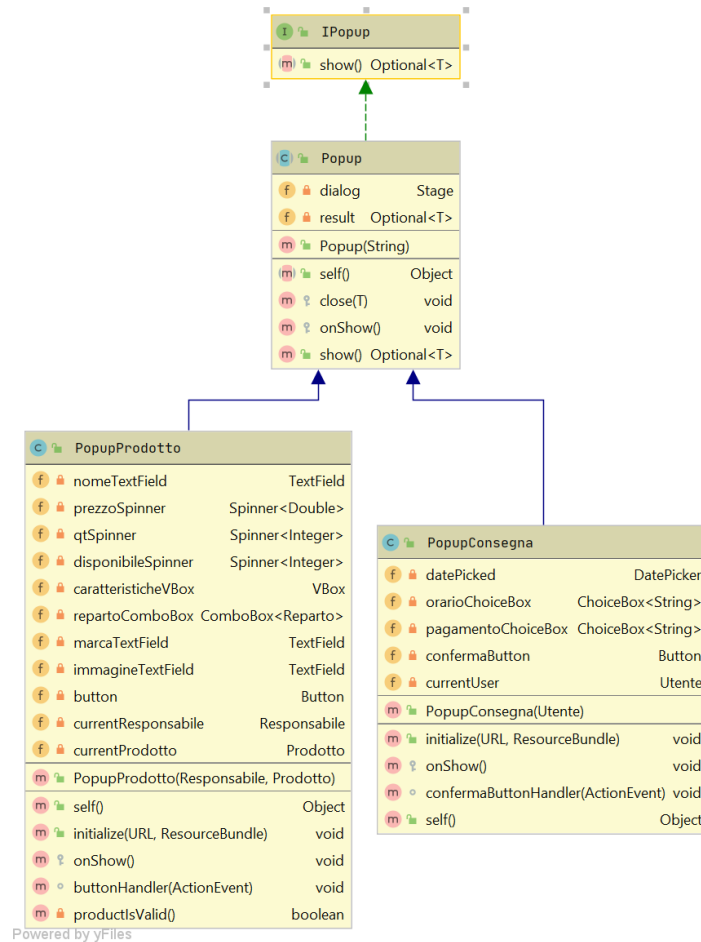 IPopup
show() Optional<T>
Popup
dialog Stage
result Optional<T>
Popup(String)
self() Object
close(T) void
onShow() void
show() Optional<T>
PopupProdotto
nomeTextField TextField
prezzoSpinner Spinner<Double>
qtSpinner Spinner<Integer>
disponibileSpinner Spinner<Integer>
caratteristicheVBox VBox
repartoComboBox ComboBox<Reparto>
marcaTextField TextField
immagineTextField TextField
button Button
currentResponsabile Responsabile
currentProdotto Prodotto
PopupProdotto(Responsabile, Prodotto)
self() Object
initialize(URL, ResourceBundle) void
onShow() void
buttonHandler(ActionEvent) void
productIsValid() boolean
PopupConsegna
datePicked DatePicker
orarioChoiceBox ChoiceBox<String>
pagamentoChoiceBox ChoiceBox<String>
confermaButton Button
currentUser Utente
PopupConsegna(Utente)
initialize(URL, ResourceBundle) void
onShow() void
confermaButtonHandler(ActionEvent) void
self() Object
Powered by yFiles